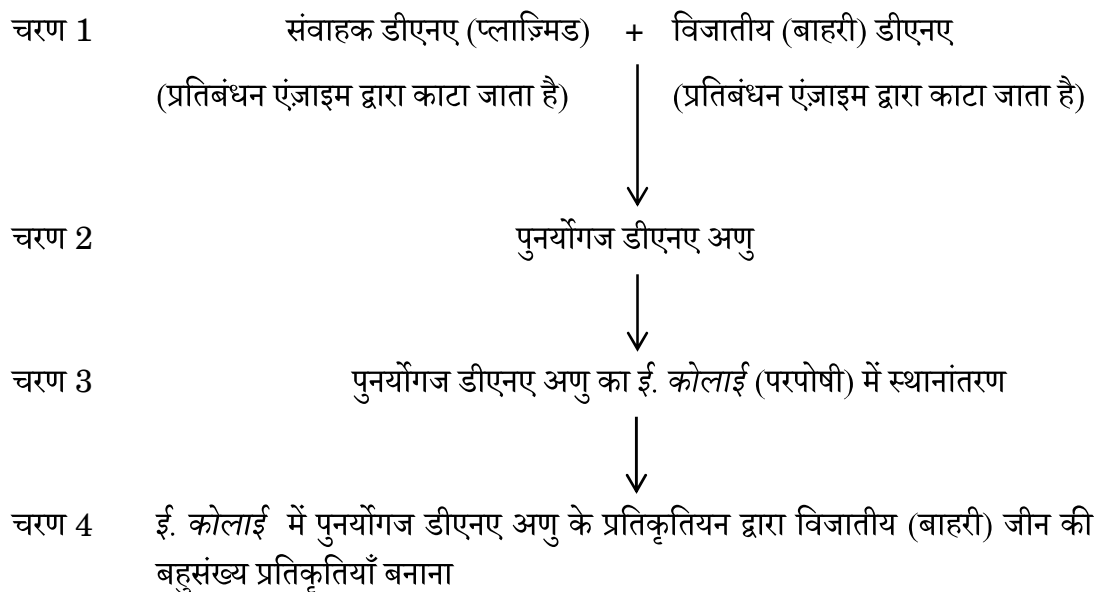 चरण 1 संवाहक डीएनए (प्लाज़्मिड) + विजातीय (बाहरी) डीएनए
(प्रतिबंधन एंज़ाइम द्वारा काटा जाता है) (प्रतिबंधन एंज़ाइम द्वारा काटा जाता है)
चरण 2 पुनर्योगज डीएनए अणु
चरण 3 पुनर्योगज डीएनए अणु का ई. कोलाई (परपोषी) में स्थानांतरण
चरण 4 ई. कोलाई में पुनर्योगज डीएनए अणु के प्रतिकृतियन द्वारा विजातीय (बाहरी) जीन की
बहुसंख्य प्रतिकृतियाँ बनाना